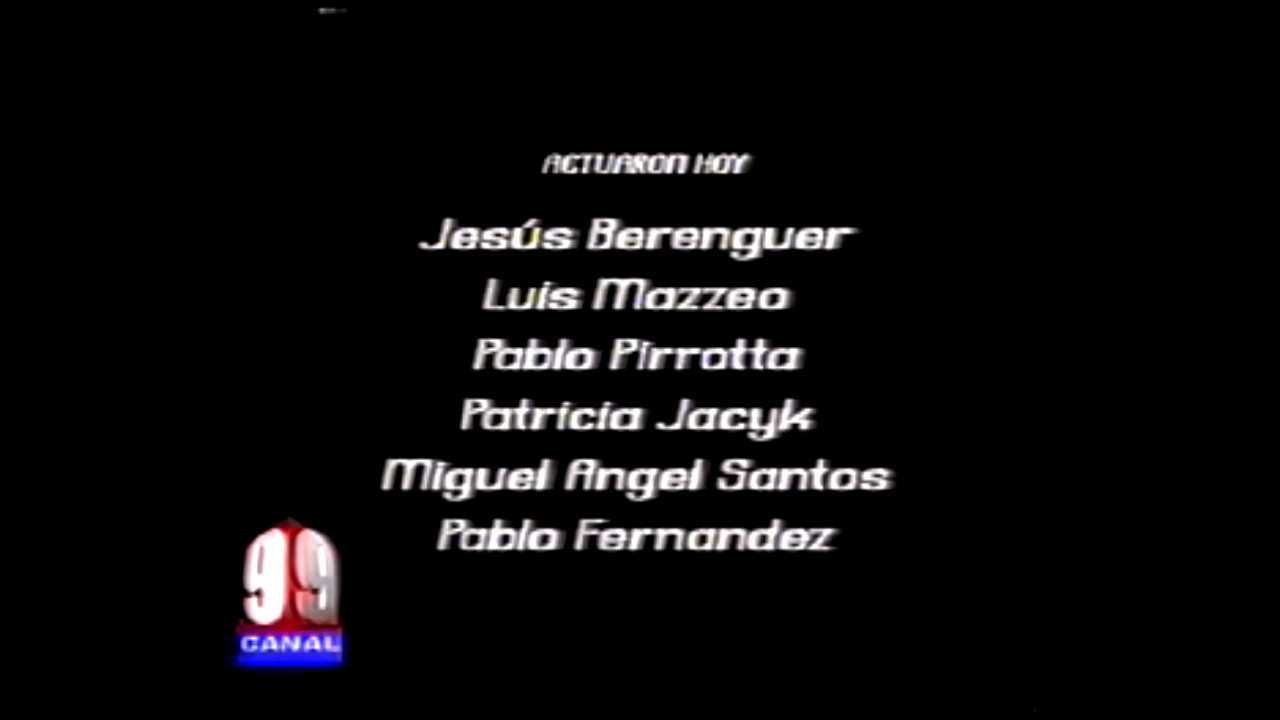 ACTUARON HOY
Jesús Berenguer
Luis Mazzeo
Pablo Pirrotta
Patricia Jacyk
Miguel Angel Santos
Pablo Fernandez
99
CANAL